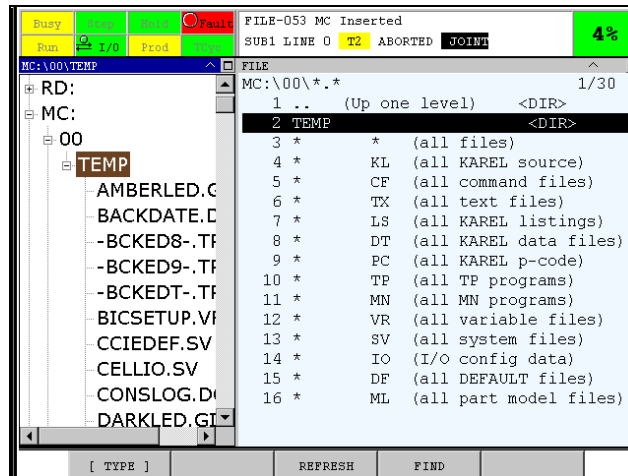 Busy Step Hold Fault
Run I/O Prod TCyc
FILE-053 MC Inserted
SUB1 LINE 0 T2 ABORTED JOINT
4%
MC:\00\TEMP
RD:
MC:
00
TEMP
AMBERLED.G
BACKDATE.D
-BCKED8-.TP
-BCKED9-.TP
-BCKEDT-.TP
BICSETUP.VR
CCIEDEF.SV
CELLIO.SV
CONSLOG.DG
DARKLED.GI
FILE
MC:\00\*.* 1/30
1 .. (Up one level) <DIR>
2 TEMP <DIR>
3 * * (all files)
4 * KL (all KAREL source)
5 * CF (all command files)
6 * TX (all text files)
7 * LS (all KAREL listings)
8 * DT (all KAREL data files)
9 * PC (all KAREL p-code)
10 * TP (all TP programs)
11 * MN (all MN programs)
12 * VR (all variable files)
13 * SV (all system files)
14 * IO (I/O config data)
15 * DF (all DEFAULT files)
16 * ML (all part model files)
[ TYPE ] REFRESH FIND